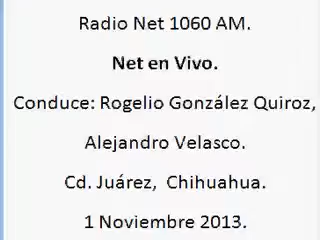 Radio Net 1060 AM.
Net en Vivo.
Conduce: Rogelio González Quiroz,
Alejandro Velasco.
Cd. Juárez,  Chihuahua.
1 Noviembre 2013.